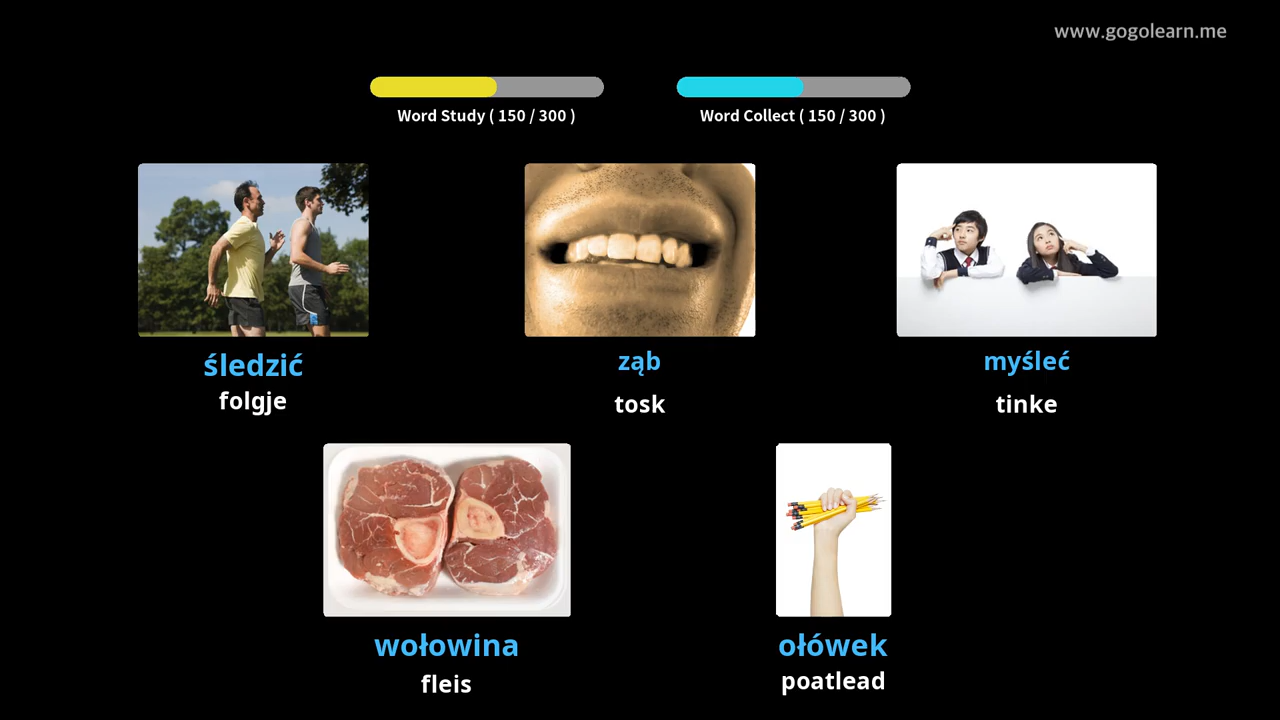 www.gogolearn.me
Word Study ( 150 / 300 )
Word Collect ( 150 / 300 )
śledzić
folgje
ząb
tosk
myśleć
tinke
wołowina
fleis
ołówek
poatlead